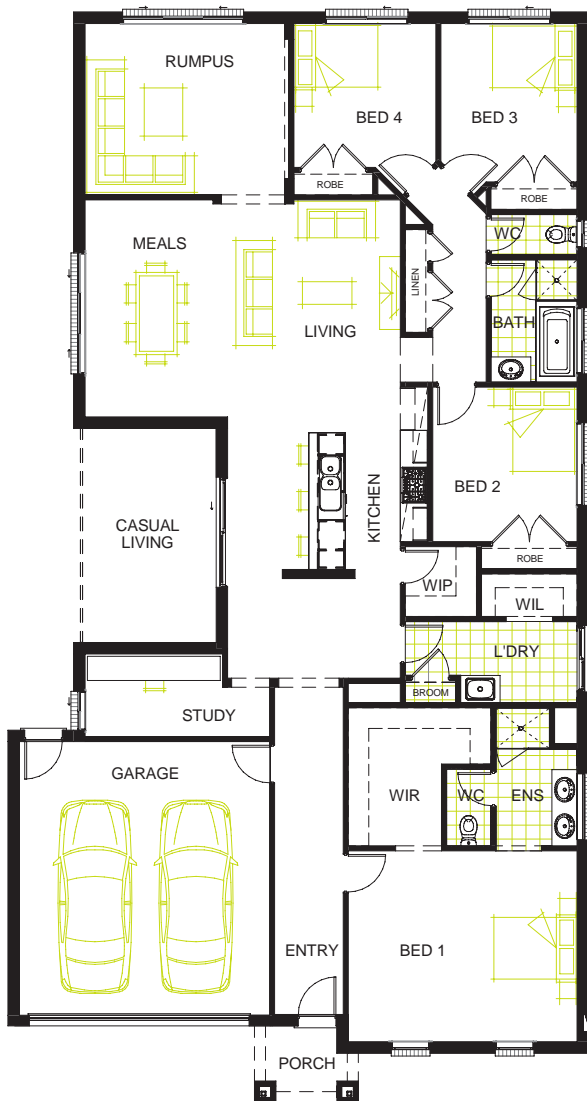 RUMPUS
BED 4
BED 3
ROBE
ROBE
MEALS
LIVING
LINEN
WC
BATH
CASUAL
LIVING
KITCHEN
BED 2
ROBE
WIP
WIL
L'DRY
BROOM
STUDY
GARAGE
WIR
WC
ENS
ENTRY
BED 1
PORCH